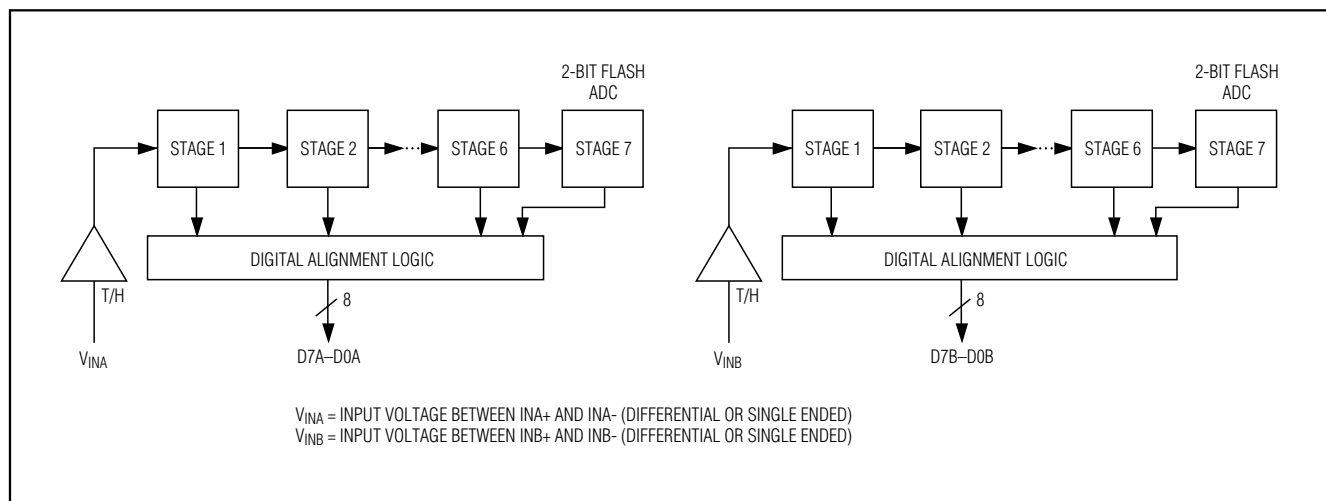 2-BIT FLASH
ADC
STAGE 1
STAGE 2
STAGE 6
STAGE 7
DIGITAL ALIGNMENT LOGIC
T/H
8
VINA
D7A–D0A
2-BIT FLASH
ADC
STAGE 1
STAGE 2
STAGE 6
STAGE 7
DIGITAL ALIGNMENT LOGIC
T/H
8
VINB
D7B–D0B
VINA = INPUT VOLTAGE BETWEEN INA+ AND INA- (DIFFERENTIAL OR SINGLE ENDED)
VINB = INPUT VOLTAGE BETWEEN INB+ AND INB- (DIFFERENTIAL OR SINGLE ENDED)